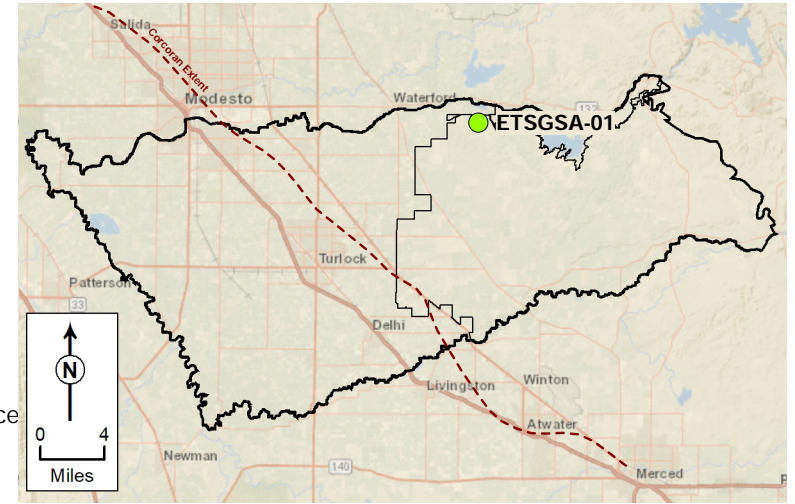 Salida
Corcoran Extent
Modesto
Waterford
132
ETSGSA-01
Turlock
Patterson
33
Delhi
Livingston
Winton
Atwater
Newman
140
Merced
P
N
0 4
Miles
ce